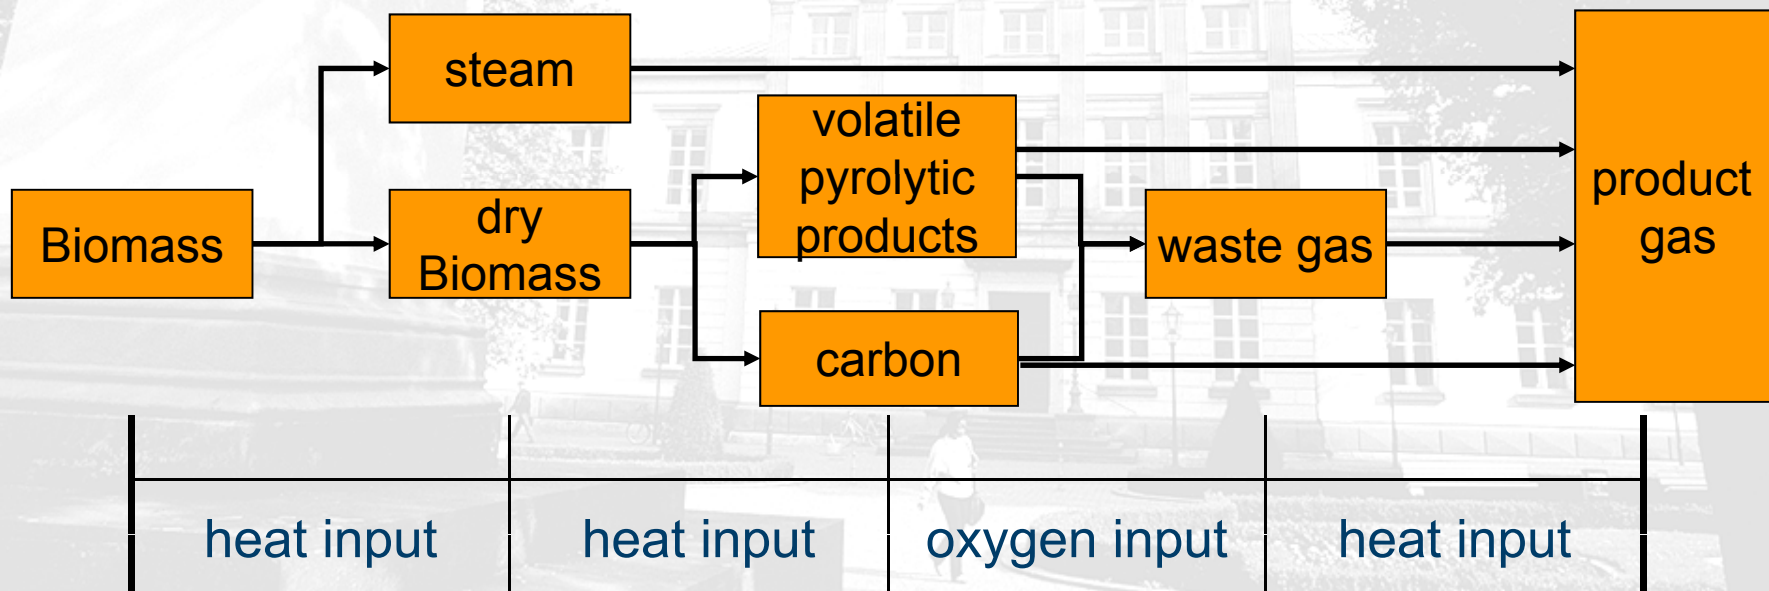 steam
volatile
pyrolytic
products
product
gas
Biomass
dry
Biomass
waste gas
carbon
heat input
heat input
oxygen input
heat input